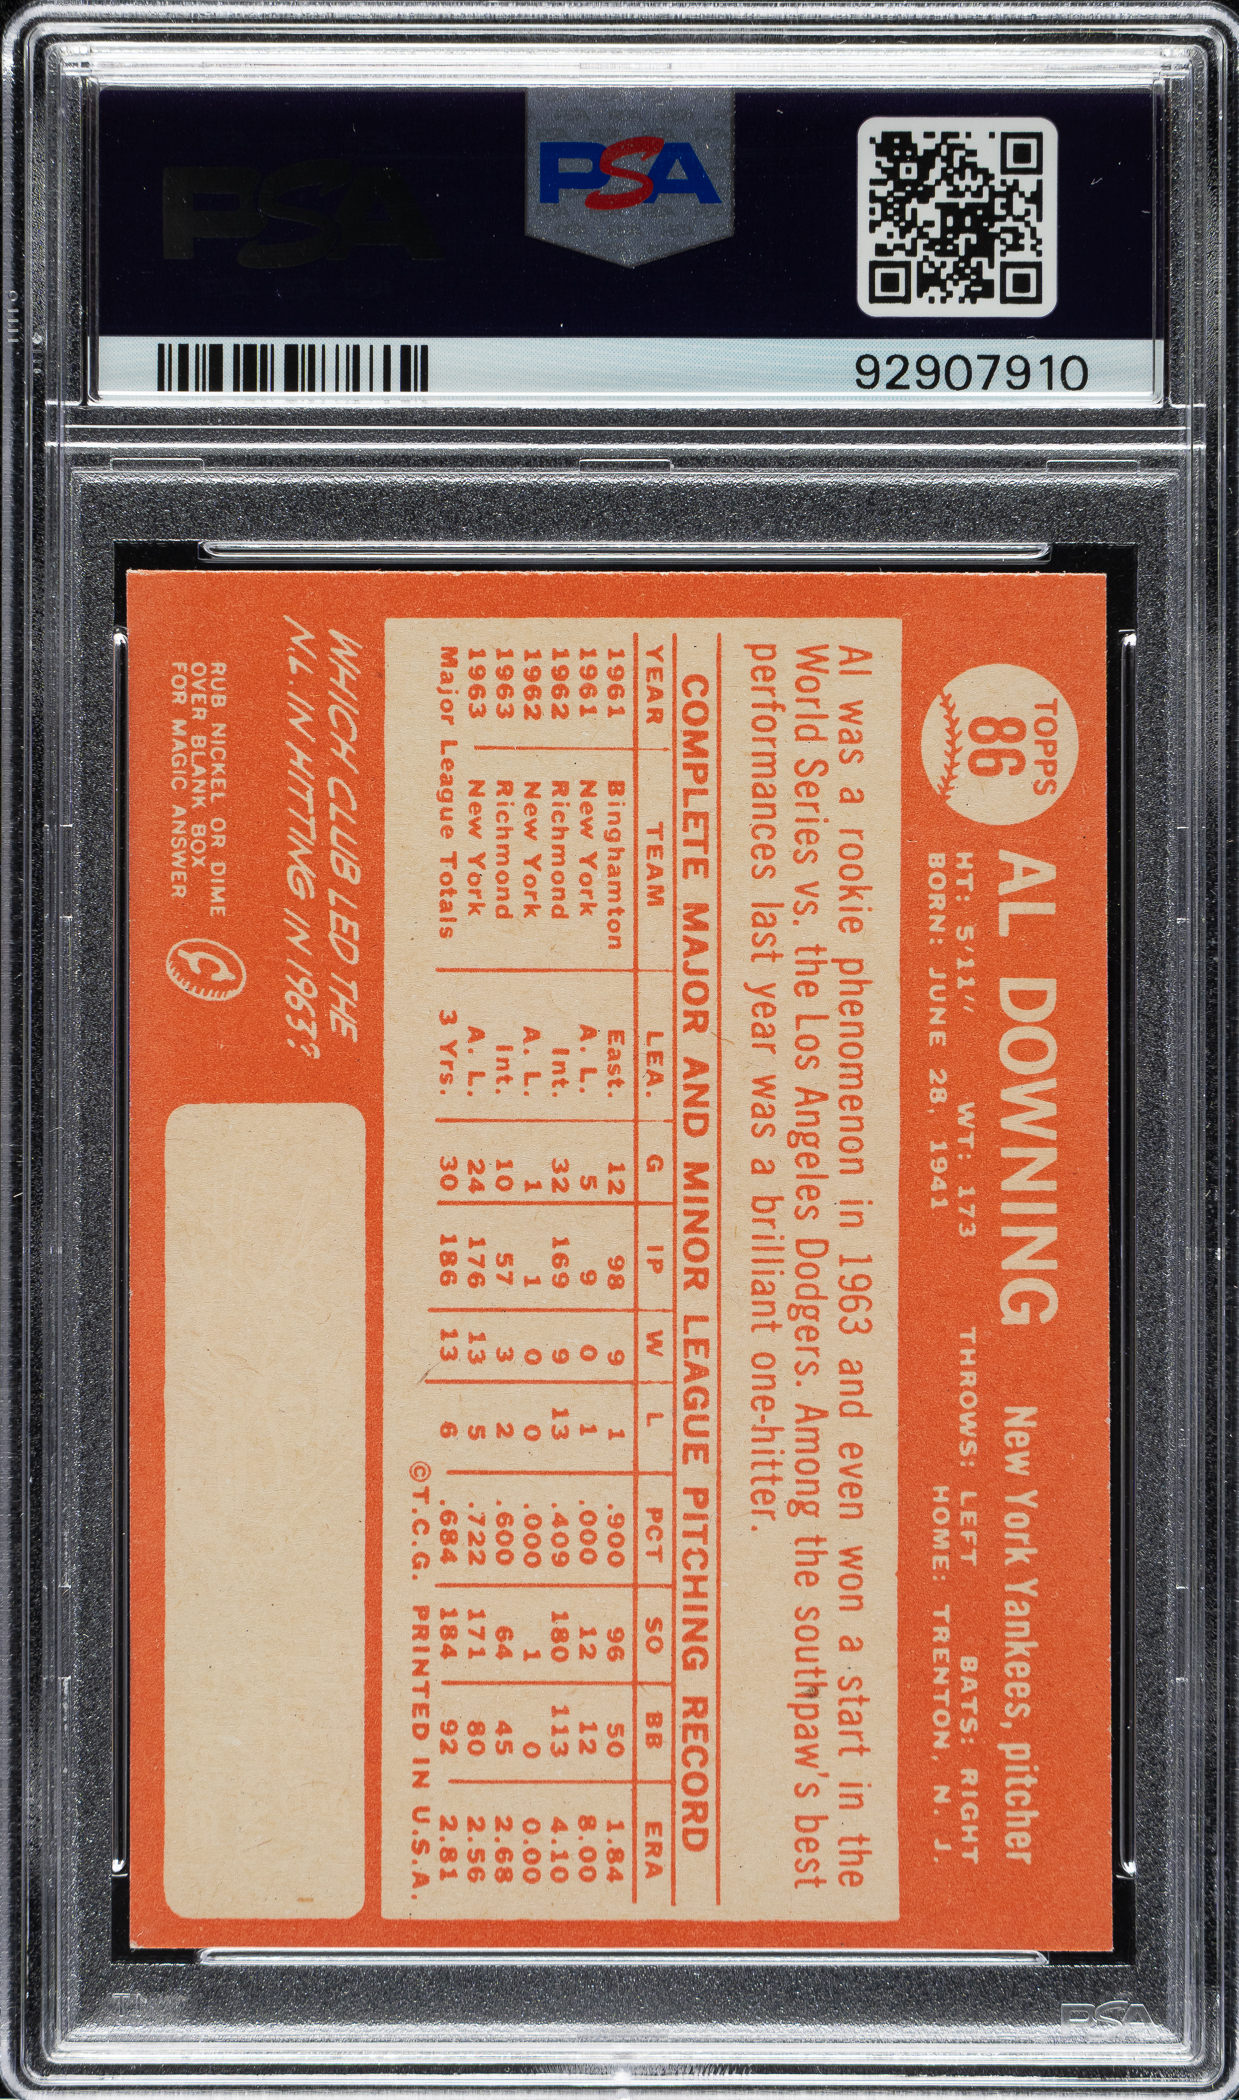 PSA
PSA
92907910
TOPPS
86
AL DOWNING New York Yankees, pitcher
HT: 5'11" WT: 173 THROWS: LEFT BATS: RIGHT
BORN: JUNE 28, 1941 HOME: TRENTON, N. J.
Al was a rookie phenomenon in 1963 and even won a start in the
World Series vs. the Los Angeles Dodgers. Among the southpaw's best
performances last year was a brilliant one-hitter.
COMPLETE MAJOR AND MINOR LEAGUE PITCHING RECORD
YEAR TEAM LEA. G IP W L PCT SO BB ERA
1961 Binghamton East. 12 98 9 1 .900 96 50 1.84
1961 New York A. L. 5 9 0 1 .000 12 12 8.00
1962 Richmond Int. 32 169 9 13 .409 180 113 4.10
1962 New York A. L. 1 1 0 0 .000 1 0 0.00
1963 Richmond Int. 10 57 3 2 .600 64 45 2.68
1963 New York A. L. 24 176 13 5 .722 171 80 2.56
Major League Totals 3 Yrs. 30 186 13 6 .684 184 92 2.81
©T.C.G. PRINTED IN U.S.A.
WHICH CLUB LED THE
N.L. IN HITTING IN 1963?
RUB NICKEL OR DIME
OVER BLANK BOX
FOR MAGIC ANSWER
PSA